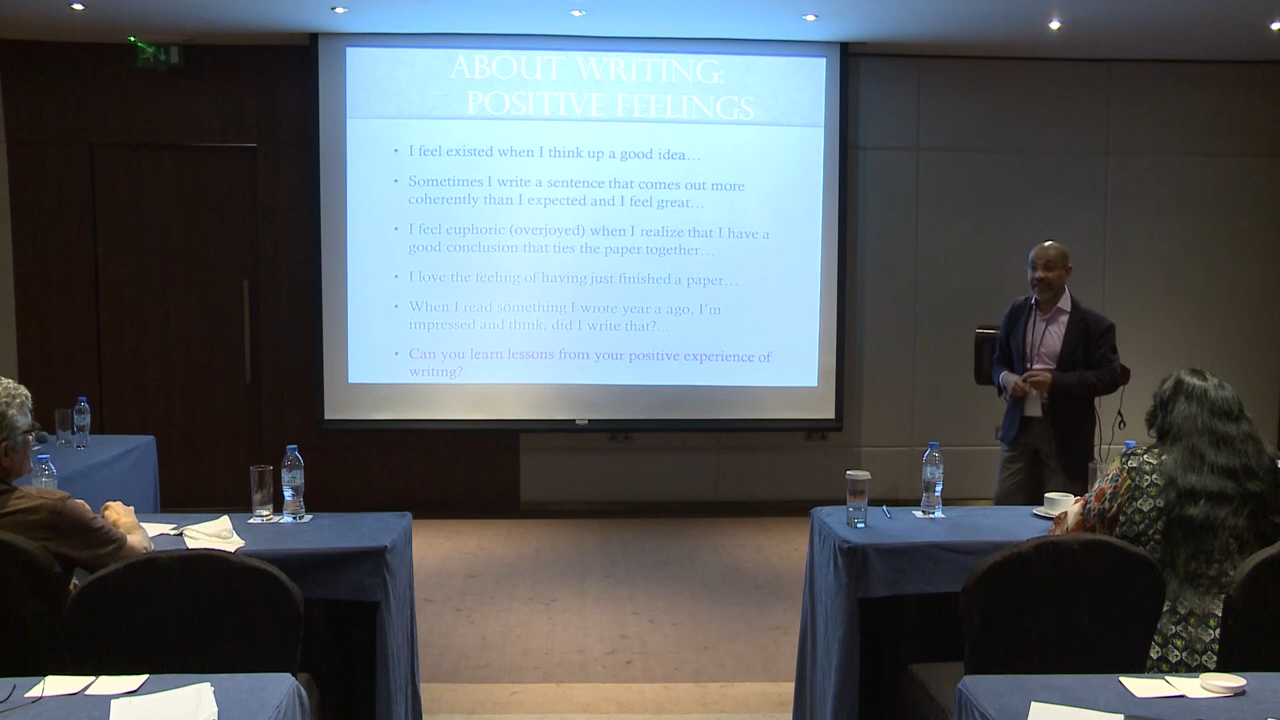 ABOUT WRITING:
POSITIVE FEELINGS
• I feel existed when I think up a good idea…
• Sometimes I write a sentence that comes out more
coherently than I expected and I feel great…
• I feel euphoric (overjoyed) when I realize that I have a
good conclusion that ties the paper together…
• I love the feeling of having just finished a paper…
• When I read something I wrote year a ago, I'm
impressed and think, did I write that?….
• Can you learn lessons from your positive experience of
writing?